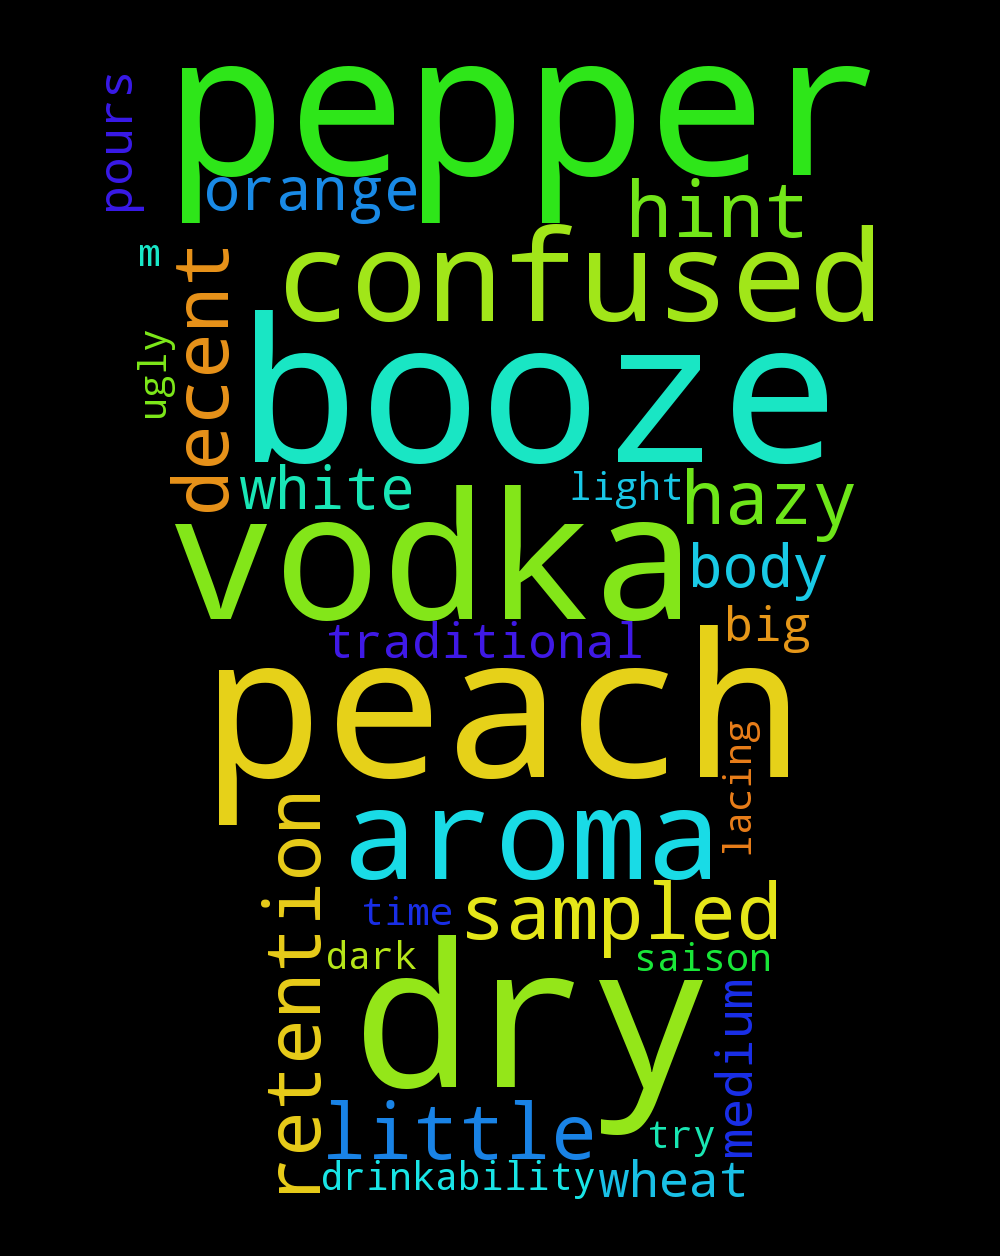 pepper
pours
orange
hint
m
confused
decent
ugly
booze
white
light
hazy
vodka
body
big
traditional
peach
lacing
retention
aroma
time
sampled
dark
saison
dry
medium
little
try
drinkability
wheat